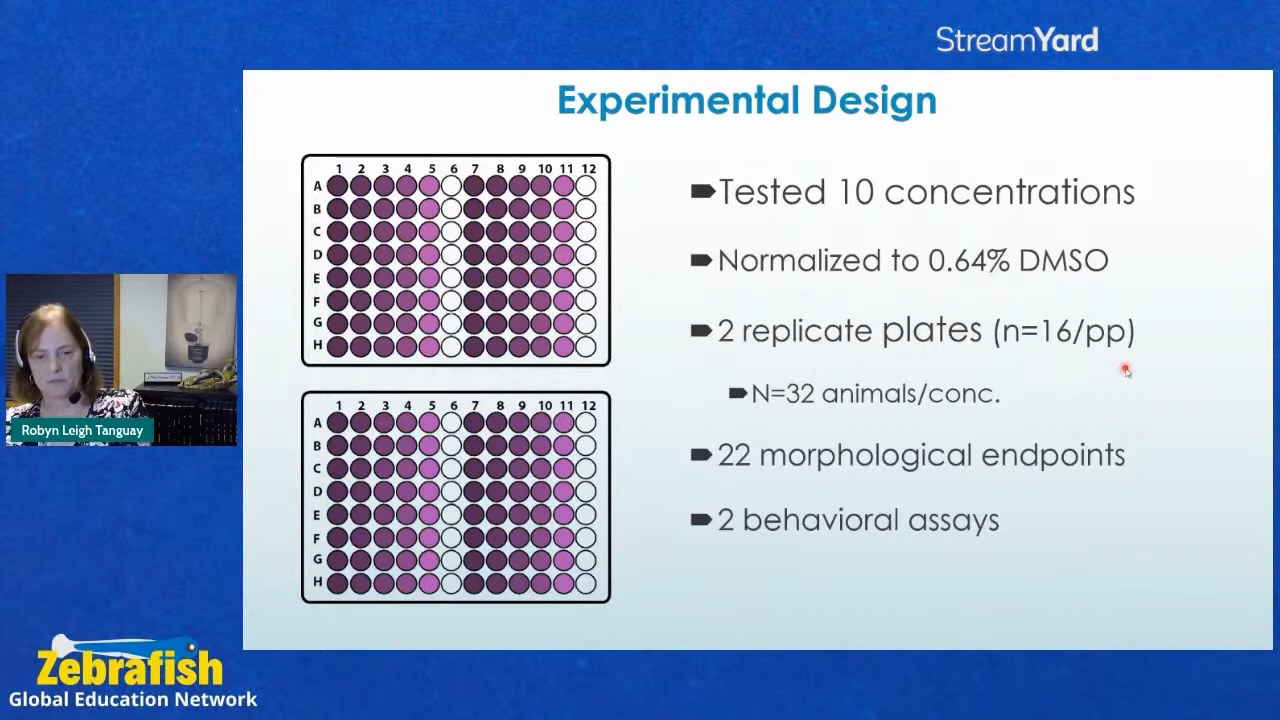 StreamYard
Experimental Design
1 2 3 4 5 6 7 8 9 10 11 12
A
B
C
D
E
F
G
H
1 2 3 4 5 6 7 8 9 10 11 12
A
B
C
D
E
F
G
H
Tested 10 concentrations
Normalized to 0.64% DMSO
2 replicate plates (n=16/pp)
N=32 animals/conc.
22 morphological endpoints
2 behavioral assays
Robyn Leigh Tanguay
Zebrafish
Global Education Network